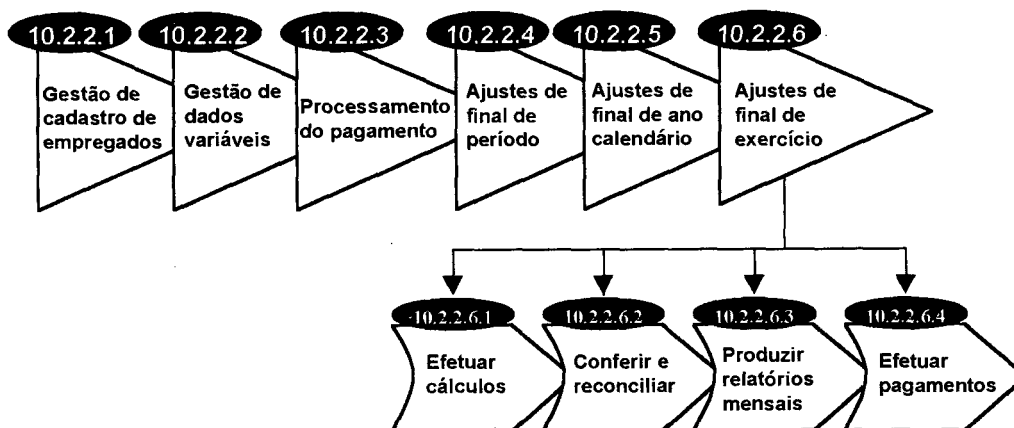 10.2.2.1
10.2.2.2
10.2.2.3
10.2.2.4
10.2.2.5
10.2.2.6
Gestão de
cadastro de
empregados
Gestão de
dados
variáveis
Processamento
do pagamento
Ajustes de
final de
período
Ajustes de
final de ano
calendário
Ajustes de
final de
exercício
10.2.2.6.1
10.2.2.6.2
10.2.2.6.3
10.2.2.6.4
Efetuar
cálculos
Conferir e
reconciliar
Produzir
relatórios
mensais
Efetuar
pagamentos